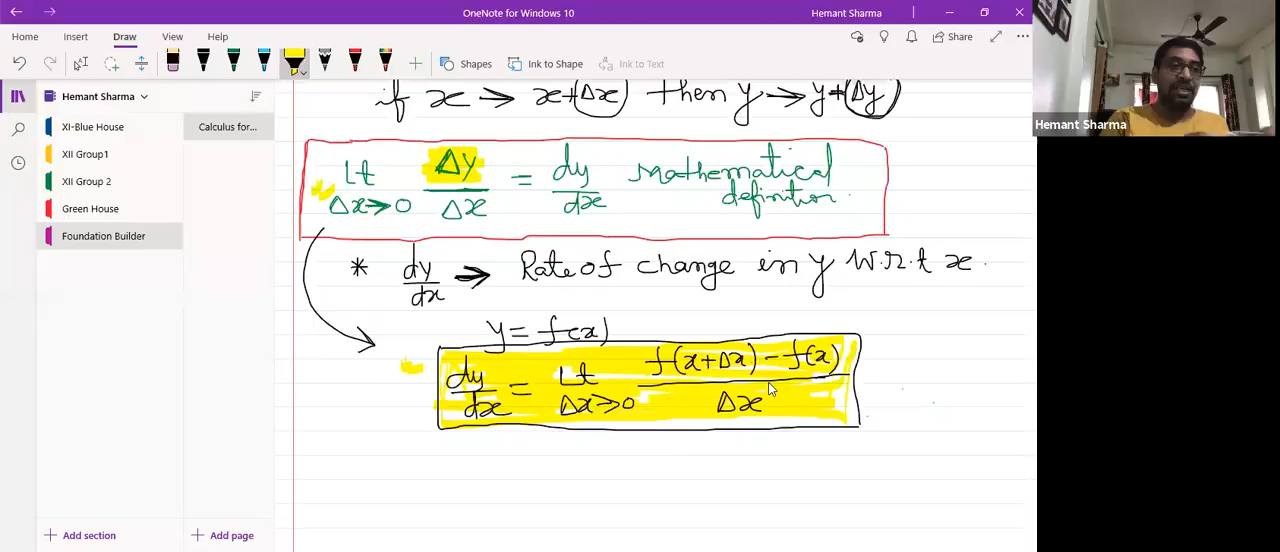 OneNote for Windows 10
Hemant Sharma
Home
Insert
Draw
View
Help
Share
Shapes
Ink to Shape
Ink to Text
Hemant Sharma
XI-Blue House
XII Group1
XII Group 2
Green House
Foundation Builder
Calculus for...
Add section
Add page
if x → x+(Δx) then y → y+(Δy)
Lt Δx→0 Δy/Δx = dy/dx Mathematical definition.
* dy/dx → Rate of change in y W.r.t x.
y = f(x)
dy/dx = Lt Δx→0 f(x+Δx) - f(x) / Δx
Hemant Sharma